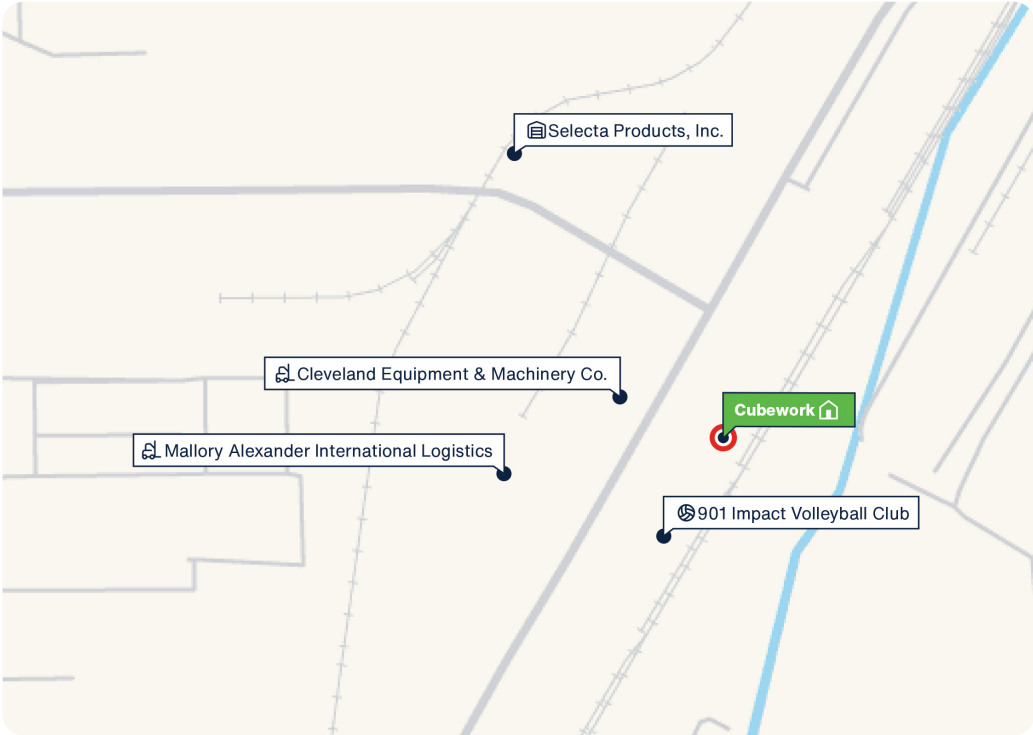 Selecta Products, Inc.
Cleveland Equipment & Machinery Co.
Cubework
Mallory Alexander International Logistics
901 Impact Volleyball Club